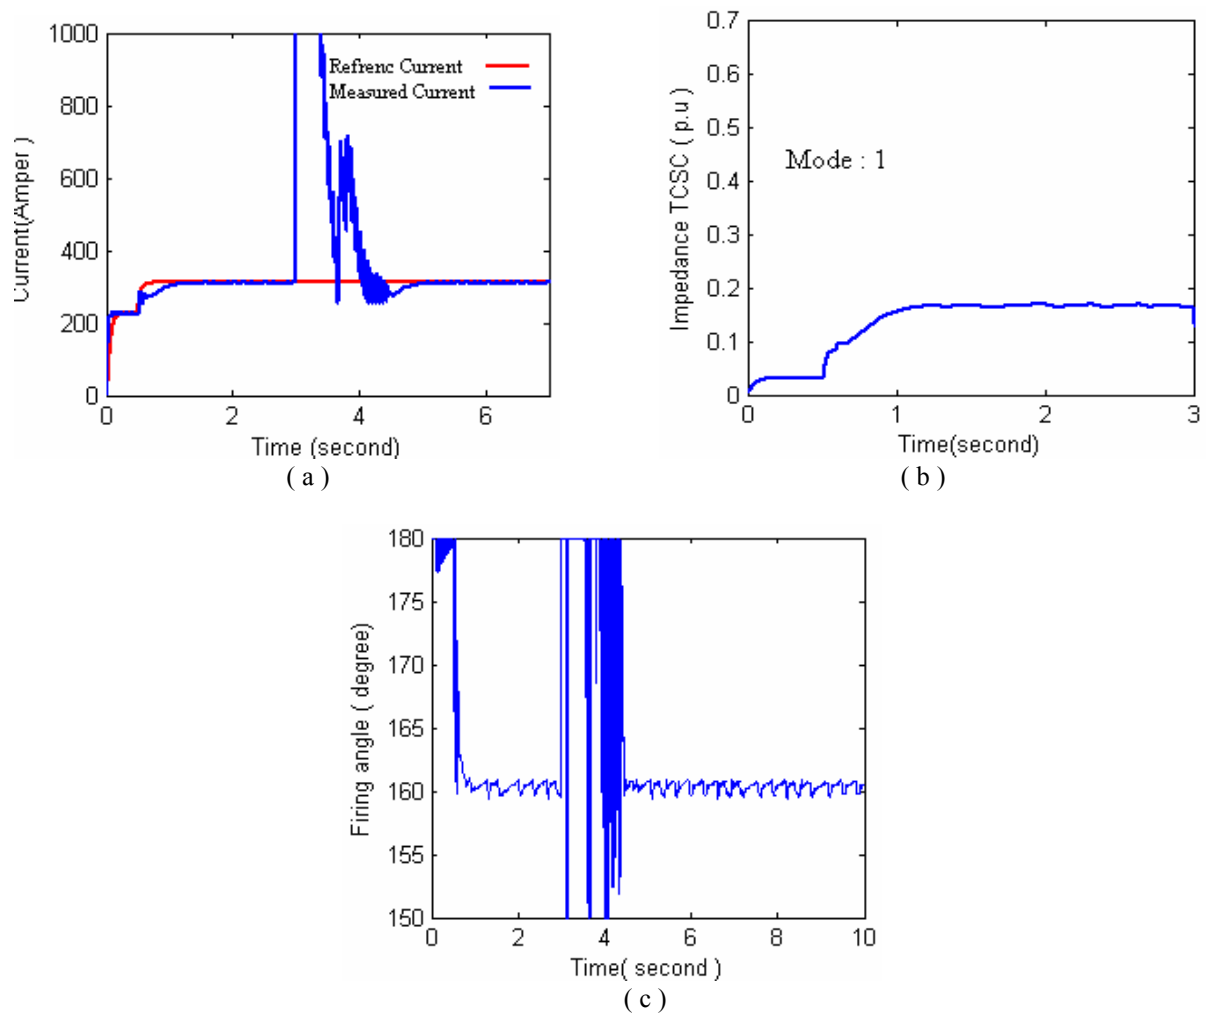 1000
800
600
400
200
0
Current(Amper )
Refrenc Current
Measured Current
0 2 4 6
Time (second)
( a )
0.7
0.6
0.5
0.4
0.3
0.2
0.1
0
Impedance TCSC ( p.u )
Mode : 1
0 1 2 3
Time(second)
( b )
180
175
170
165
160
155
150
Firing angle ( degree)
0 2 4 6 8 10
Time( second )
( c )